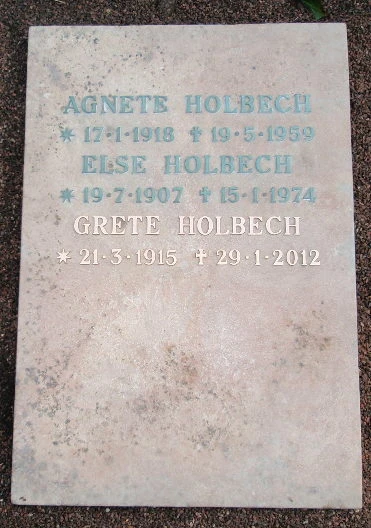 AGNETE HOLBECH
* 17·1·1918 ✝ 19·5·1959
ELSE HOLBECH
* 19·7·1907 ✝ 15·1·1974
GRETE HOLBECH
* 21·3·1915 ✝ 29·1·2012